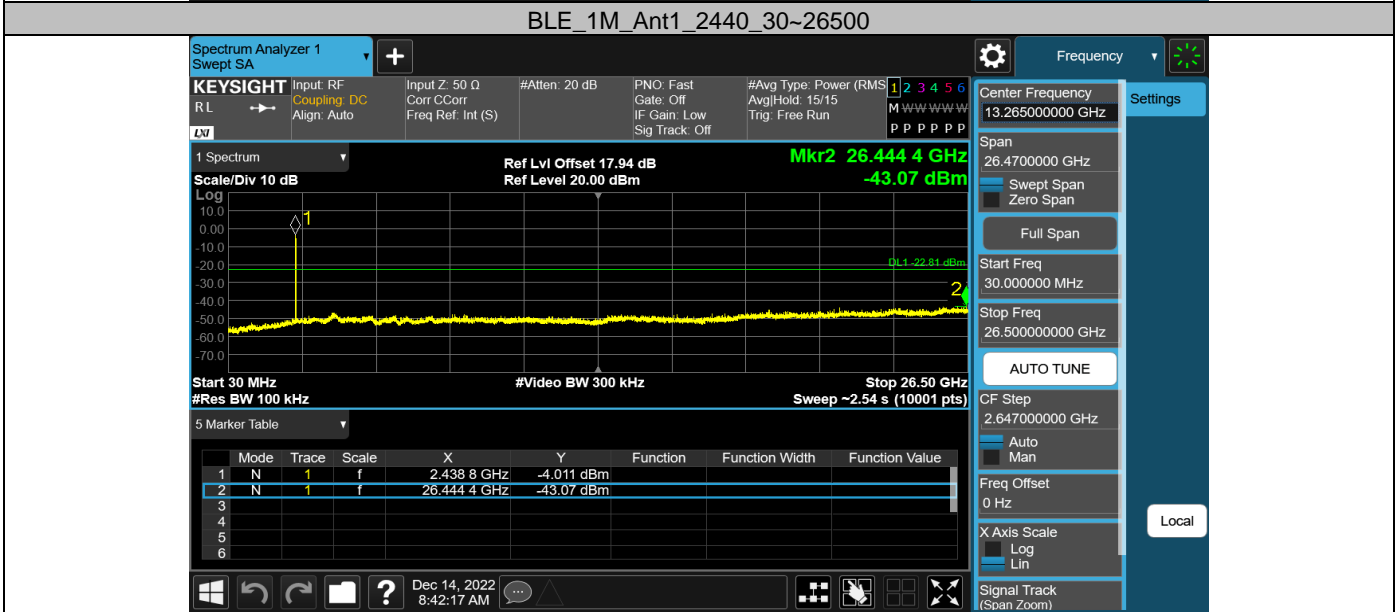 BLE_1M_Ant1_2440_30~26500
Spectrum Analyzer 1
Swept SA
Frequency
KEYSIGHT
RL
LXI
Input: RF
Coupling: DC
Align: Auto
Input Z: 50 Ω
Corr CCorr
Freq Ref: Int (S)
#Atten: 20 dB
PNO: Fast
Gate: Off
IF Gain: Low
Sig Track: Off
#Avg Type: Power (RMS
Avg|Hold: 15/15
Trig: Free Run
1 2 3 4 5 6
M W W W W W
P P P P P P
1 Spectrum
Scale/Div 10 dB
Ref Lvl Offset 17.94 dB
Ref Level 20.00 dBm
Mkr2 26.444 4 GHz
-43.07 dBm
Log
10.0
0.00
-10.0
-20.0
-30.0
-40.0
-50.0
-60.0
-70.0
1
DL1 -22.81 dBm
2
Start 30 MHz
#Video BW 300 kHz
Stop 26.50 GHz
#Res BW 100 kHz
Sweep ~2.54 s (10001 pts)
5 Marker Table
Mode Trace Scale X Y Function Function Width Function Value
1 N 1 f 2.438 8 GHz -4.011 dBm
2 N 1 f 26.444 4 GHz -43.07 dBm
3
4
5
6
Dec 14, 2022
8:42:17 AM
Center Frequency
13.265000000 GHz
Settings
Span
26.4700000 GHz
Swept Span
Zero Span
Full Span
Start Freq
30.000000 MHz
Stop Freq
26.500000000 GHz
AUTO TUNE
CF Step
2.647000000 GHz
Auto
Man
Freq Offset
0 Hz
Local
X Axis Scale
Log
Lin
Signal Track
(Span Zoom)